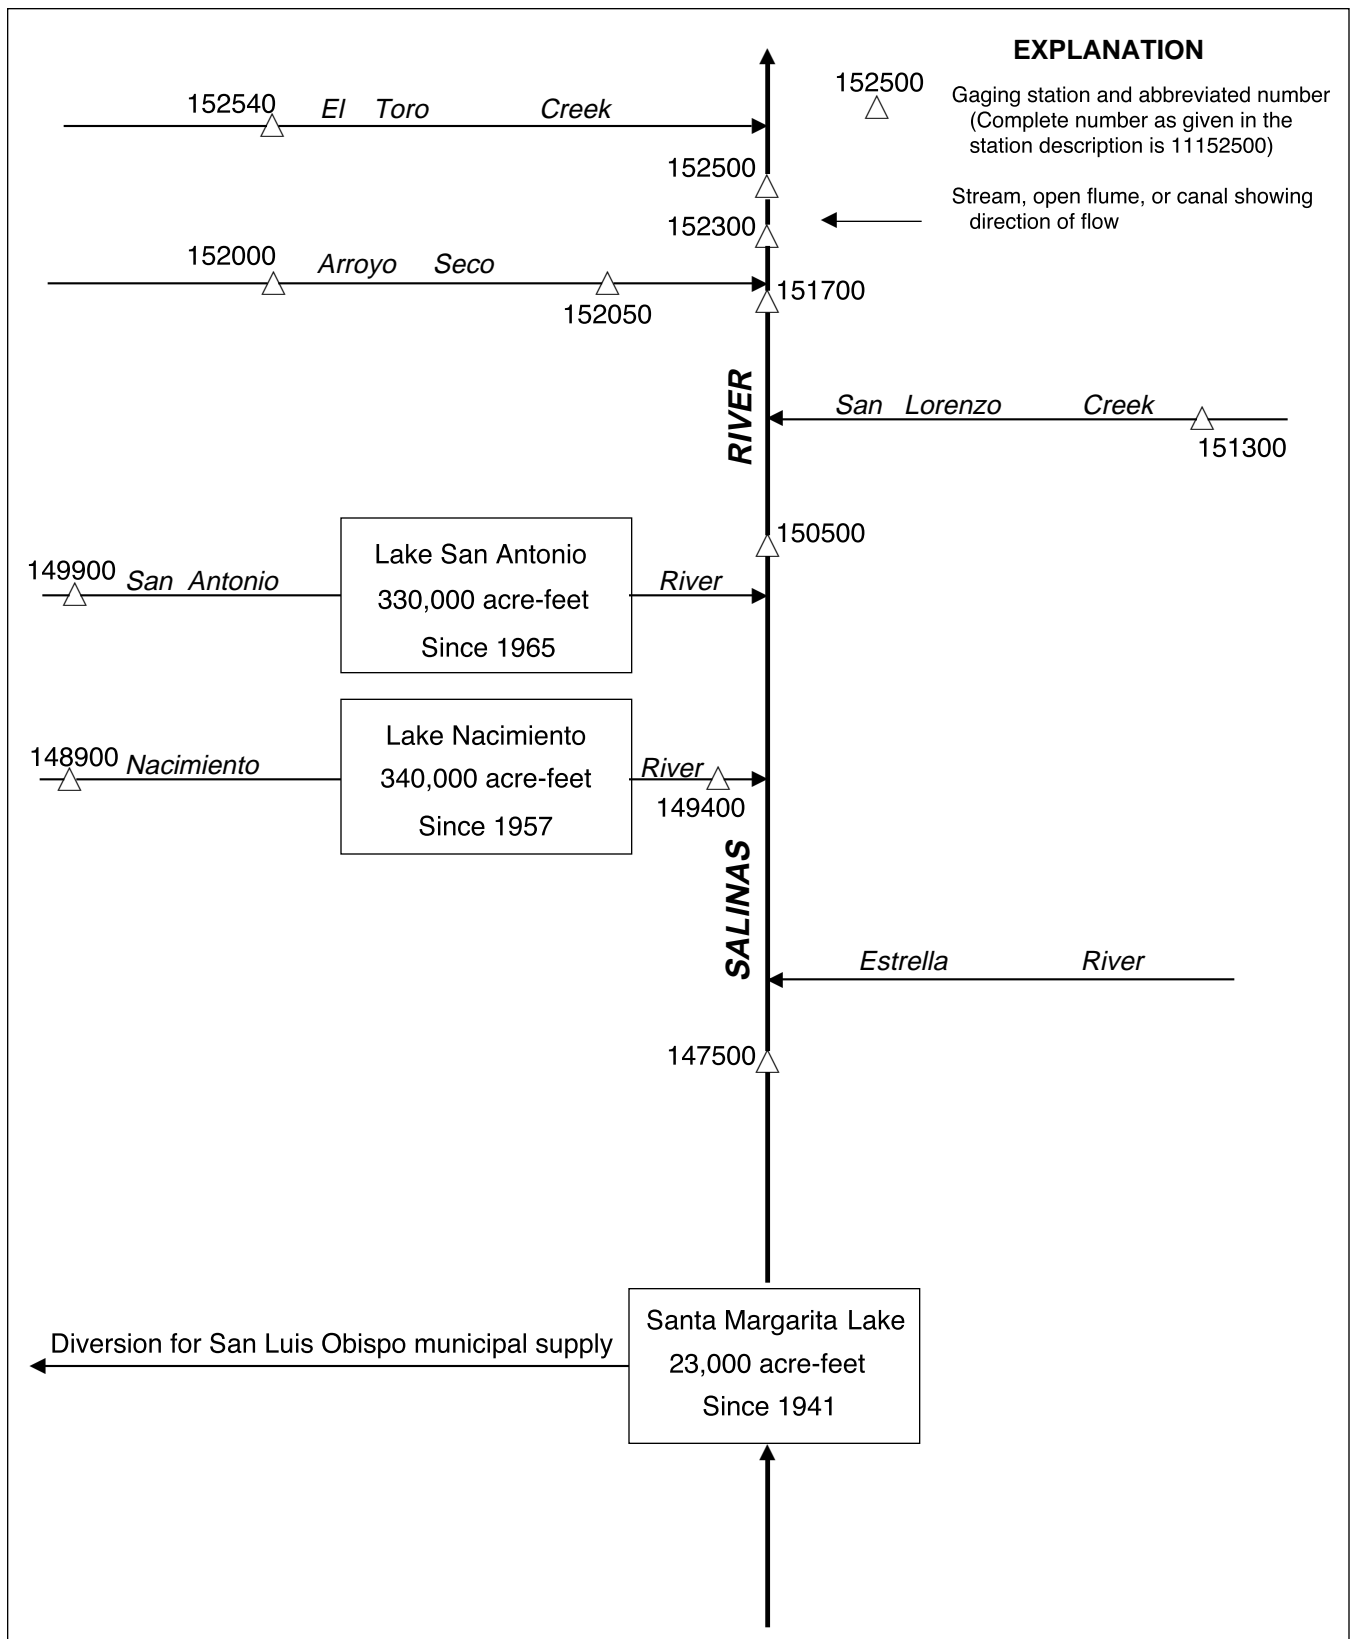 EXPLANATION
152500
Gaging station and abbreviated number
(Complete number as given in the
station description is 11152500)
Stream, open flume, or canal showing
direction of flow
152540
El Toro Creek
152500
152300
152000
Arroyo Seco
152050
151700
RIVER
San Lorenzo Creek
151300
150500
149900
San Antonio
Lake San Antonio
330,000 acre-feet
Since 1965
River
148900
Nacimiento
Lake Nacimiento
340,000 acre-feet
Since 1957
River
149400
SALINAS
Estrella River
147500
Santa Margarita Lake
23,000 acre-feet
Since 1941
Diversion for San Luis Obispo municipal supply